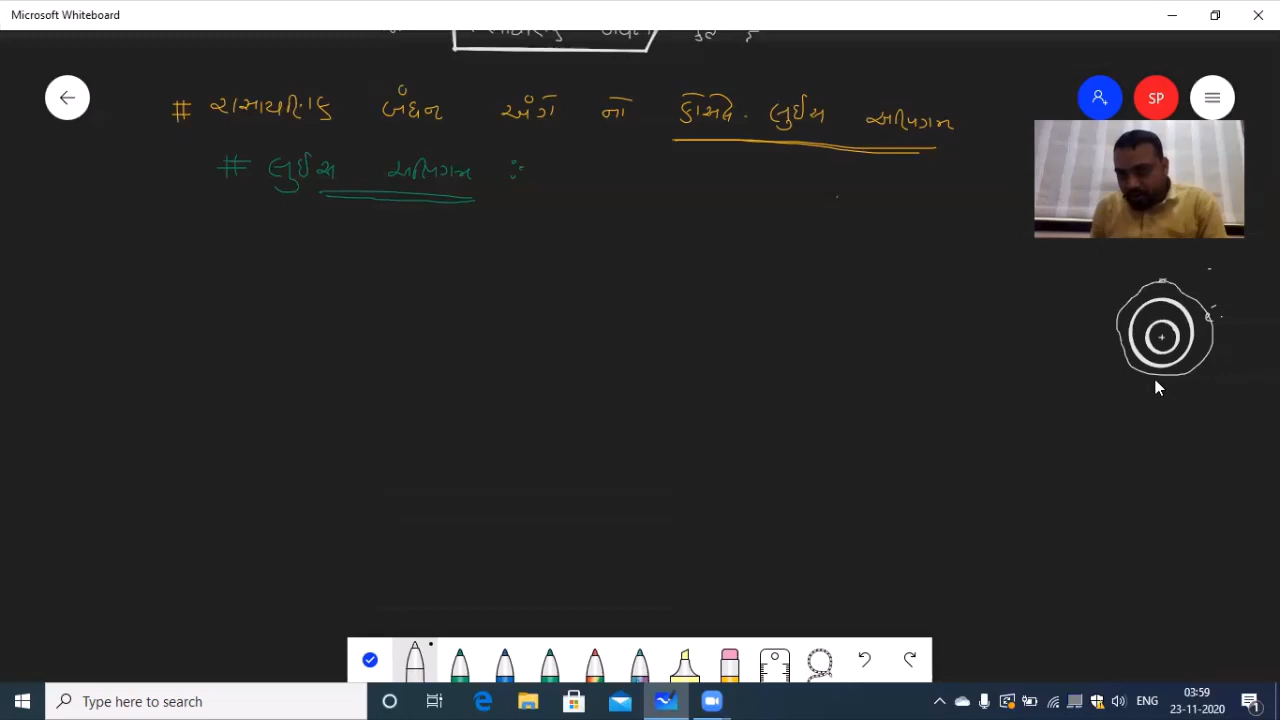 Microsoft Whiteboard
# રાસાયણિક બંધન અંગે નો કોસેલ - લુઈસ અભિગમ
SP
# લુઈસ અભિગમ :-
+
Type here to search
ENG
03:59
23-11-2020
1